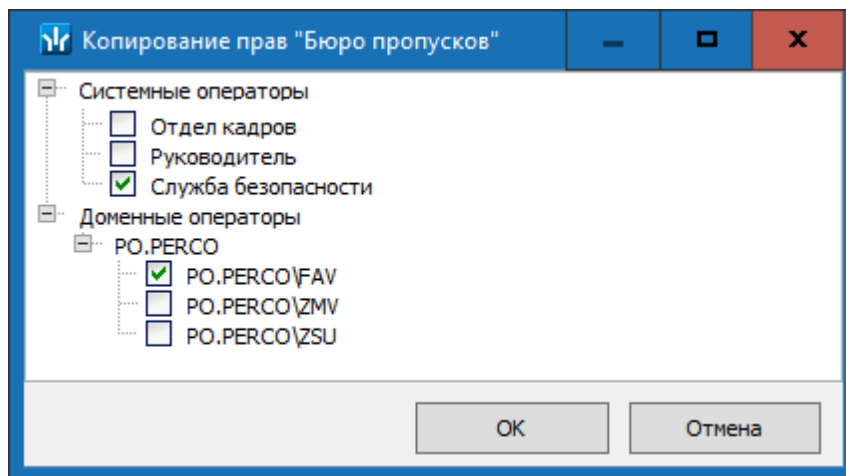 Копирование прав "Бюро пропусков"
Системные операторы
Отдел кадров
Руководитель
Служба безопасности
Доменные операторы
PO.PERCO
PO.PERCO\FAV
PO.PERCO\ZMV
PO.PERCO\ZSU
ОК Отмена